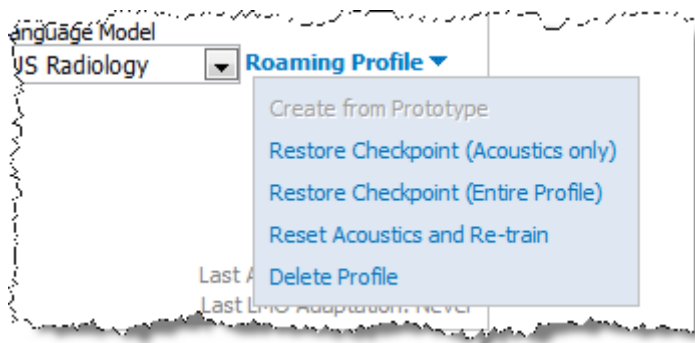 anguage Model
US Radiology
Roaming Profile
Create from Prototype
Restore Checkpoint (Acoustics only)
Restore Checkpoint (Entire Profile)
Reset Acoustics and Re-train
Last A Delete Profile
Last LMO Adaptation: Never